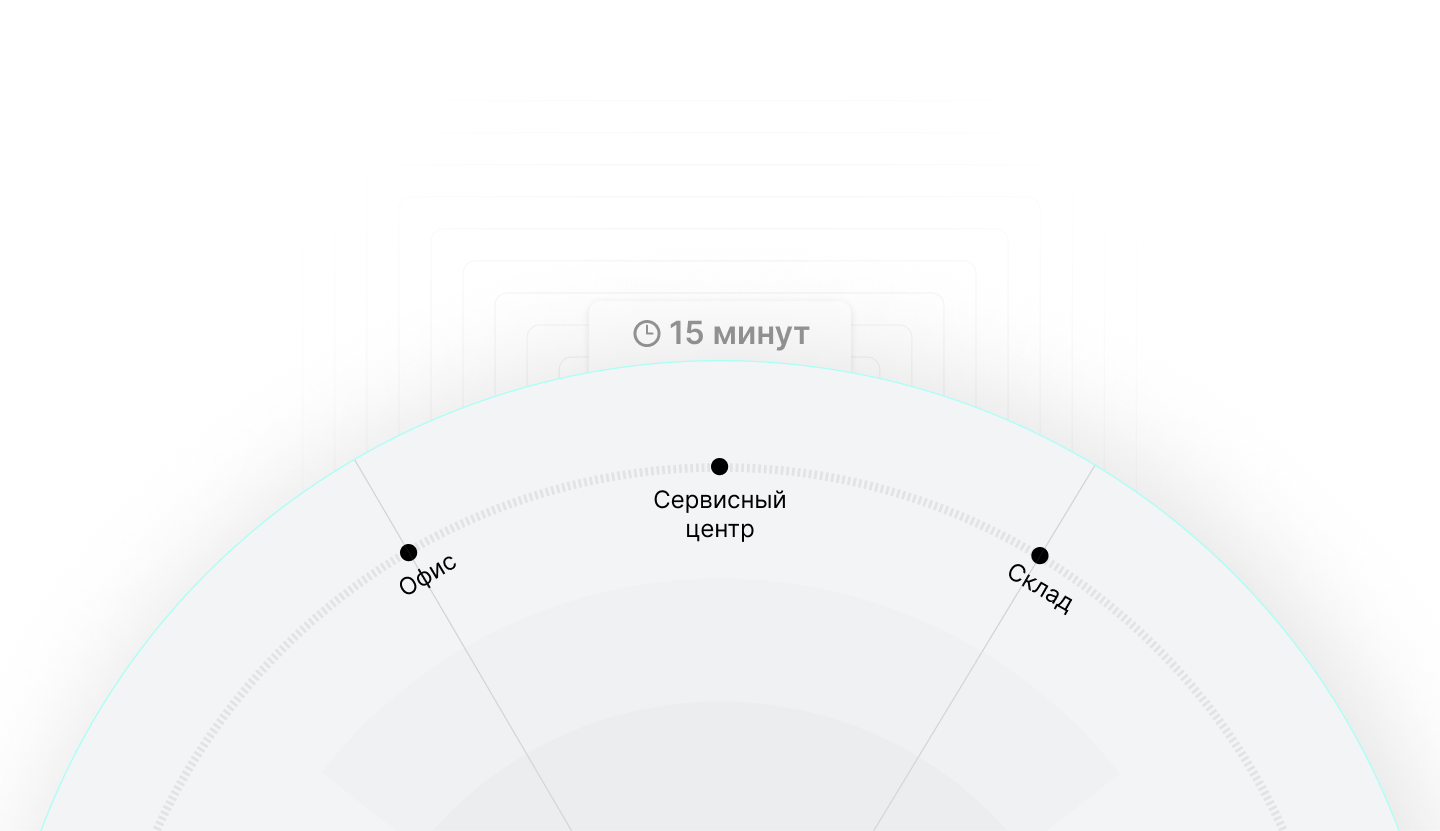 15 минут
Сервисный
центр
Офис
Склад